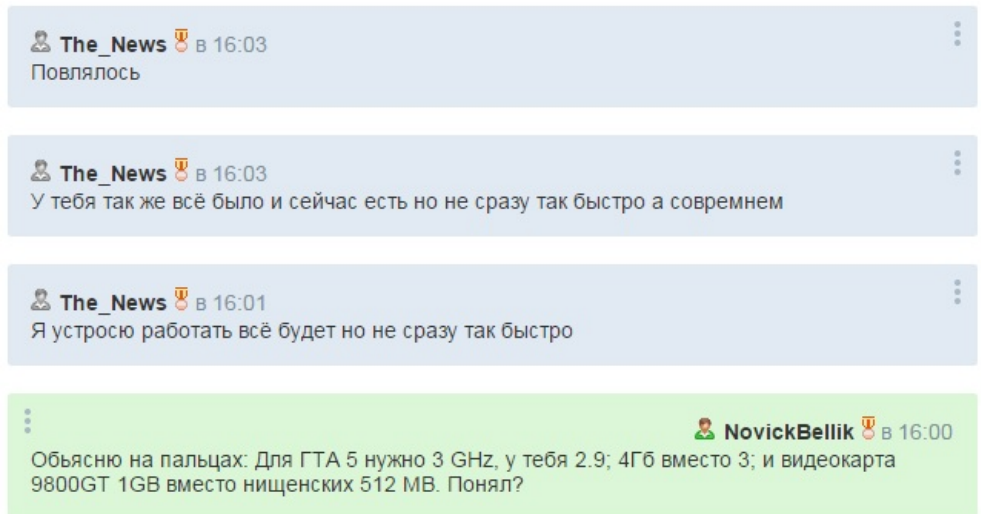 The_News в 16:03
Повлялось
The_News в 16:03
У тебя так же всё было и сейчас есть но не сразу так быстро а совремнем
The_News в 16:01
Я устросю работать всё будет но не сразу так быстро
NovickBellik в 16:00
Обьясню на пальцах: Для ГТА 5 нужно 3 GHz, у тебя 2.9; 4Гб вместо 3; и видеокарта
9800GT 1GB вместо нищенских 512 MB. Понял?